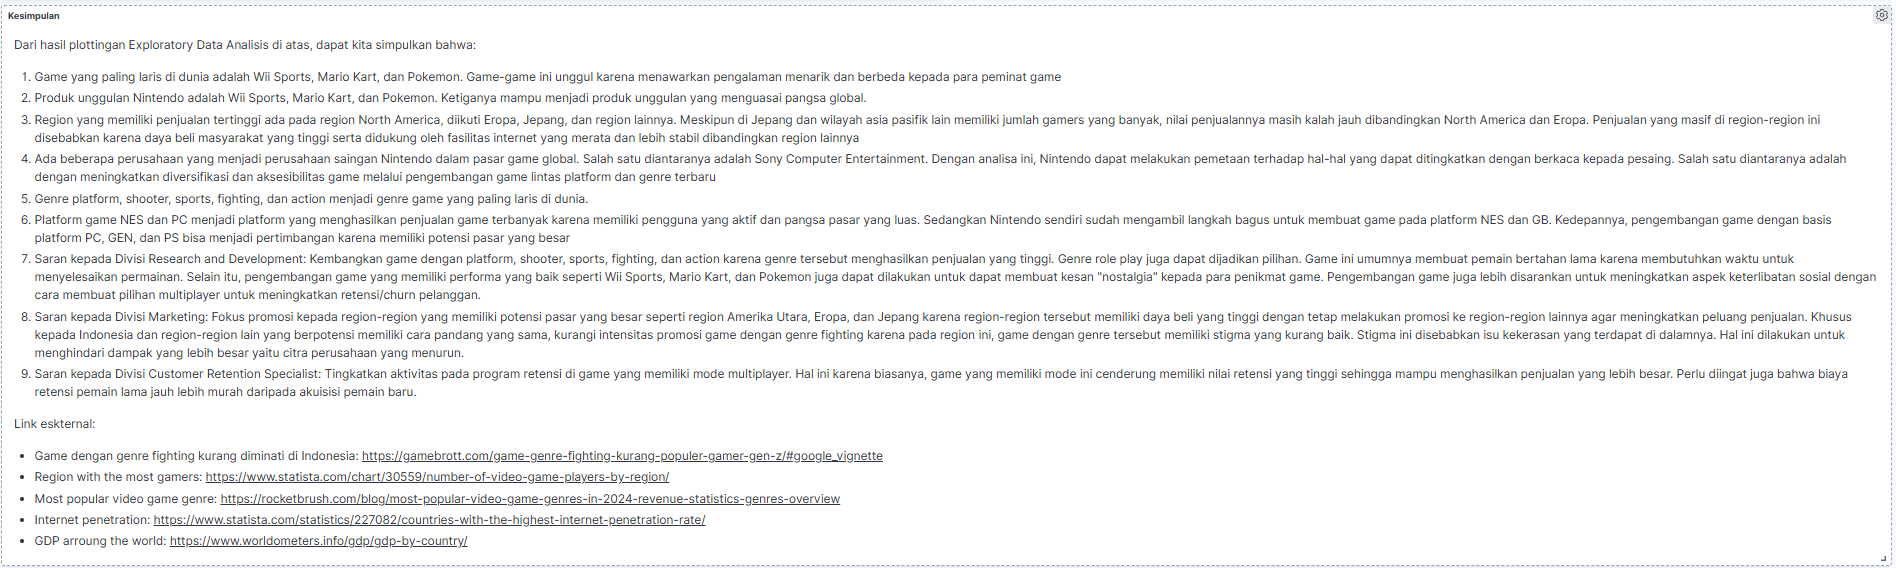 Kesimpulan
Dari hasil plottingan Exploratory Data Analisis di atas, dapat kita simpulkan bahwa:
1. Game yang paling laris di dunia adalah Wii Sports, Mario Kart, dan Pokemon. Game-game ini unggul karena menawarkan pengalaman menarik dan berbeda kepada para peminat game
2. Produk unggulan Nintendo adalah Wii Sports, Mario Kart, dan Pokemon. Ketiganya mampu menjadi produk unggulan yang menguasai pangsa global.
3. Region yang memiliki penjualan tertinggi ada pada region North America, diikuti Eropa, Jepang, dan region lainnya. Meskipun di Jepang dan wilayah asia pasifik lain memiliki jumlah gamers yang banyak, nilai penjualannya masih kalah jauh dibandingkan North America dan Eropa. Penjualan yang masif di region-region ini
disebabkan karena daya beli masyarakat yang tinggi serta didukung oleh fasilitas internet yang merata dan lebih stabil dibandingkan region lainnya
4. Ada beberapa perusahaan yang menjadi perusahaan saingan Nintendo dalam pasar game global. Salah satu diantaranya adalah Sony Computer Entertainment. Dengan analisa ini, Nintendo dapat melakukan pemetaan terhadap hal-hal yang dapat ditingkatkan dengan berkaca kepada pesaing. Salah satu diantaranya adalah
dengan meningkatkan diversifikasi dan aksesibilitas game melalui pengembangan game lintas platform dan genre terbaru
5. Genre platform, shooter, sports, fighting, dan action menjadi genre game yang paling laris di dunia.
6. Platform game NES dan PC menjadi platform yang menghasilkan penjualan game terbanyak karena memiliki pengguna yang aktif dan pangsa pasar yang luas. Sedangkan Nintendo sendiri sudah mengambil langkah bagus untuk membuat game pada platform NES dan GB. Kedepannya, pengembangan game dengan basis
platform PC, GEN, dan PS bisa menjadi pertimbangan karena memiliki potensi pasar yang besar
7. Saran kepada Divisi Research and Development: Kembangkan game dengan platform, shooter, sports, fighting, dan action karena genre tersebut menghasilkan penjualan yang tinggi. Genre role play juga dapat dijadikan pilihan. Game ini umumnya membuat pemain bertahan lama karena membutuhkan waktu untuk
menyelesaikan permainan. Selain itu, pengembangan game yang memiliki performa yang baik seperti Wii Sports, Mario Kart, dan Pokemon juga dapat dilakukan untuk dapat membuat kesan "nostalgia" kepada para penikmat game. Pengembangan game juga lebih disarankan untuk meningkatkan aspek keterlibatan sosial dengan
cara membuat pilihan multiplayer untuk meningkatkan retensi/churn pelanggan.
8. Saran kepada Divisi Marketing: Fokus promosi kepada region-region yang memiliki potensi pasar yang besar seperti region Amerika Utara, Eropa, dan Jepang karena region-region tersebut memiliki daya beli yang tinggi dengan tetap melakukan promosi ke region-region lainnya agar meningkatkan peluang penjualan. Khusus
kepada Indonesia dan region-region lain yang berpotensi memiliki cara pandang yang sama, kurangi intensitas promosi game dengan genre fighting karena pada region ini, game dengan genre tersebut memiliki stigma yang kurang baik. Stigma ini disebabkan isu kekerasan yang terdapat di dalamnya. Hal ini dilakukan untuk
menghindari dampak yang lebih besar yaitu citra perusahaan yang menurun.
9. Saran kepada Divisi Customer Retention Specialist: Tingkatkan aktivitas pada program retensi di game yang memiliki mode multiplayer. Hal ini karena biasanya, game yang memiliki mode ini cenderung memiliki nilai retensi yang tinggi sehingga mampu menghasilkan penjualan yang lebih besar. Perlu diingat juga bahwa biaya
retensi pemain lama jauh lebih murah daripada akuisisi pemain baru.
Link eskternal:
• Game dengan genre fighting kurang diminati di Indonesia: https://gamebrott.com/game-genre-fighting-kurang-populer-gamer-gen-z/#google_vignette
• Region with the most gamers: https://www.statista.com/chart/30559/number-of-video-game-players-by-region/
• Most popular video game genre: https://rocketbrush.com/blog/most-popular-video-game-genres-in-2024-revenue-statistics-genres-overview
• Internet penetration: https://www.statista.com/statistics/227082/countries-with-the-highest-internet-penetration-rate/
• GDP arroung the world: https://www.worldometers.info/gdp/gdp-by-country/